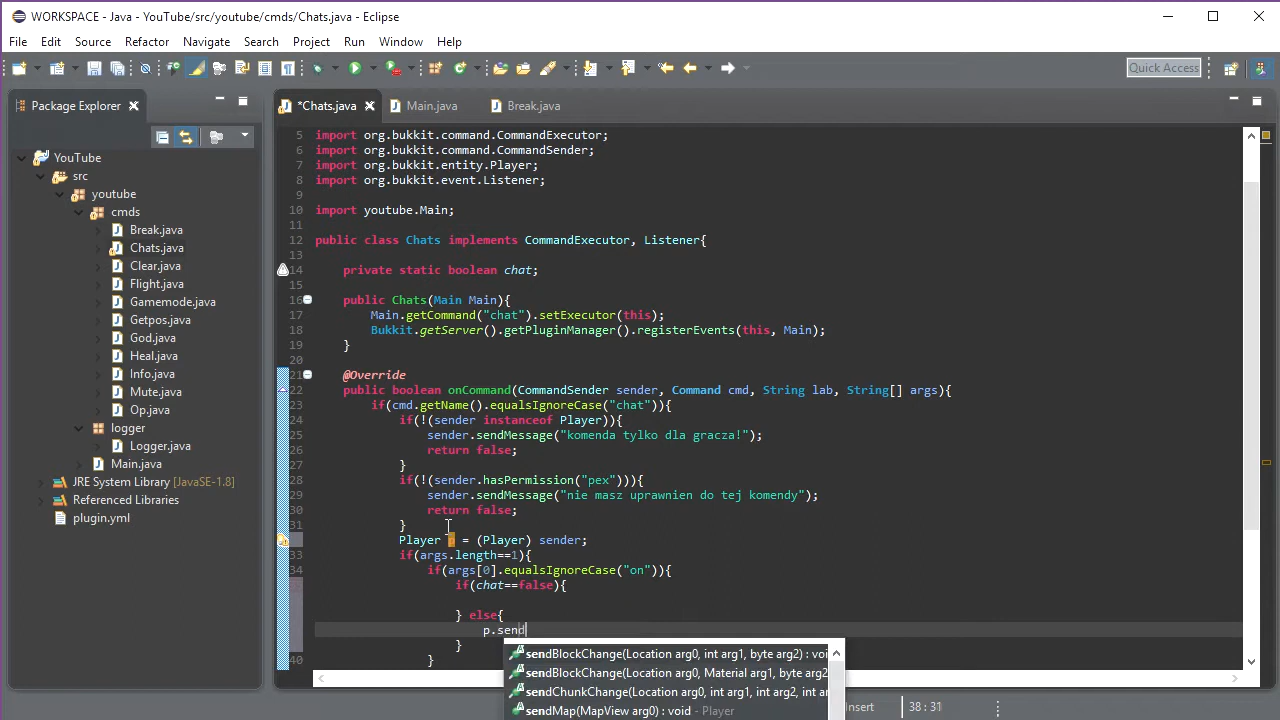 WORKSPACE - Java - YouTube/src/youtube/cmds/Chats.java - Eclipse
File Edit Source Refactor Navigate Search Project Run Window Help
Quick Access
Package Explorer
*Chats.java Main.java Break.java
YouTube
src
youtube
cmds
Break.java
Chats.java
Clear.java
Flight.java
Gamemode.java
Getpos.java
God.java
Heal.java
Info.java
Mute.java
Op.java
logger
Logger.java
Main.java
JRE System Library [JavaSE-1.8]
Referenced Libraries
plugin.yml
5 import org.bukkit.command.CommandExecutor;
6 import org.bukkit.command.CommandSender;
7 import org.bukkit.entity.Player;
8 import org.bukkit.event.Listener;
9
10 import youtube.Main;
11
12 public class Chats implements CommandExecutor, Listener{
13
14 private static boolean chat;
15
16 public Chats(Main Main){
17 Main.getCommand("chat").setExecutor(this);
18 Bukkit.getServer().getPluginManager().registerEvents(this, Main);
19 }
20
21 @Override
22 public boolean onCommand(CommandSender sender, Command cmd, String lab, String[] args){
23 if(cmd.getName().equalsIgnoreCase("chat")){
24 if(!(sender instanceof Player)){
25 sender.sendMessage("komenda tylko dla gracza!");
26 return false;
27 }
28 if(!(sender.hasPermission("pex"))){
29 sender.sendMessage("nie masz uprawnien do tej komendy");
30 return false;
31 }
Player p = (Player) sender;
33 if(args.length==1){
34 if(args[0].equalsIgnoreCase("on")){
if(chat==false){
} else{
p.send
}
40 }
sendBlockChange(Location arg0, int arg1, byte arg2) : voi
sendBlockChange(Location arg0, Material arg1, byte arg2
sendChunkChange(Location arg0, int arg1, int arg2, int ar
sendMap(MapView arg0) : void - Player
Insert 38 : 31